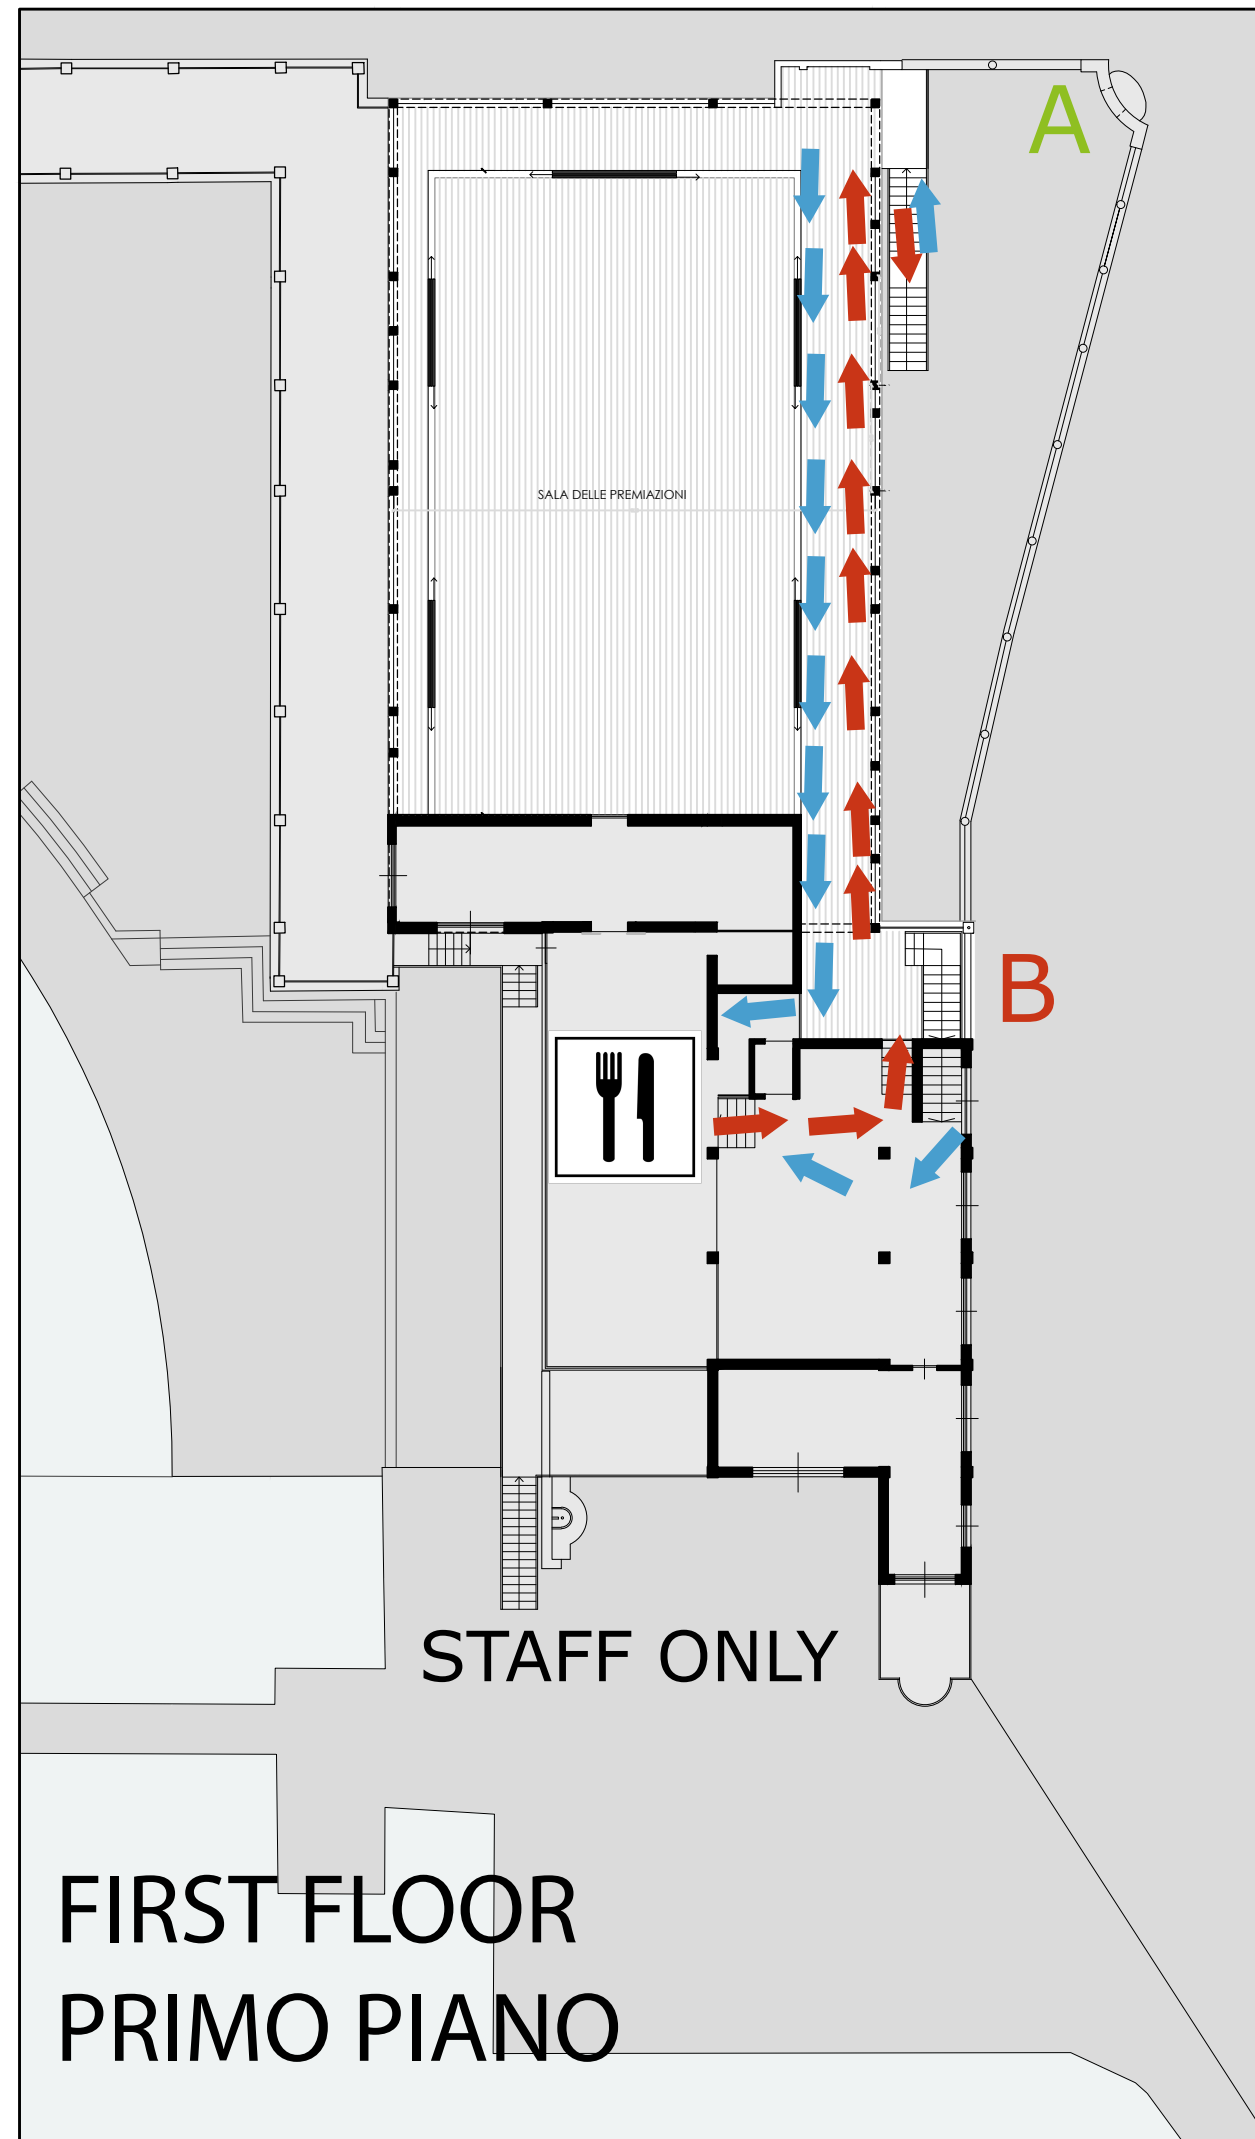 A
SALA DELLE PREMIAZIONI
B
STAFF ONLY
FIRST FLOOR
PRIMO PIANO